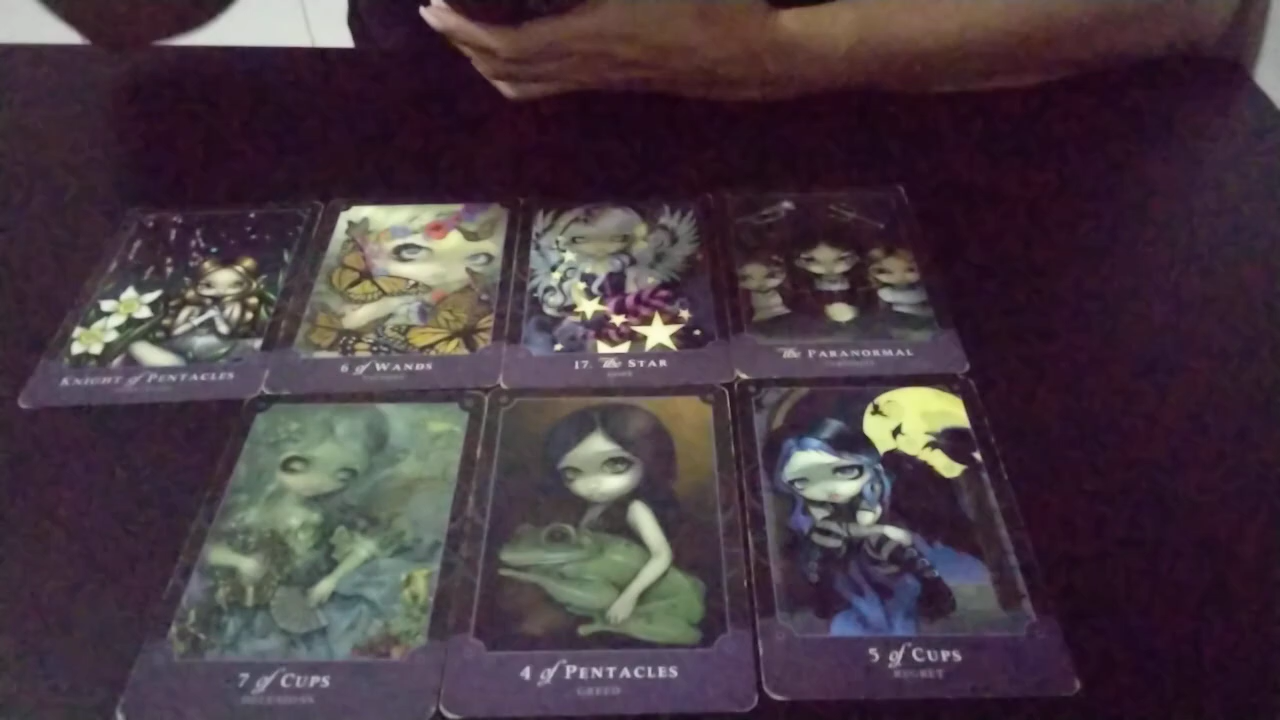 KNIGHT of PENTACLES
6 of WANDS
17. the STAR
the PARANORMAL
7 of CUPS
4 of PENTACLES
GREED
5 of CUPS
REGRET